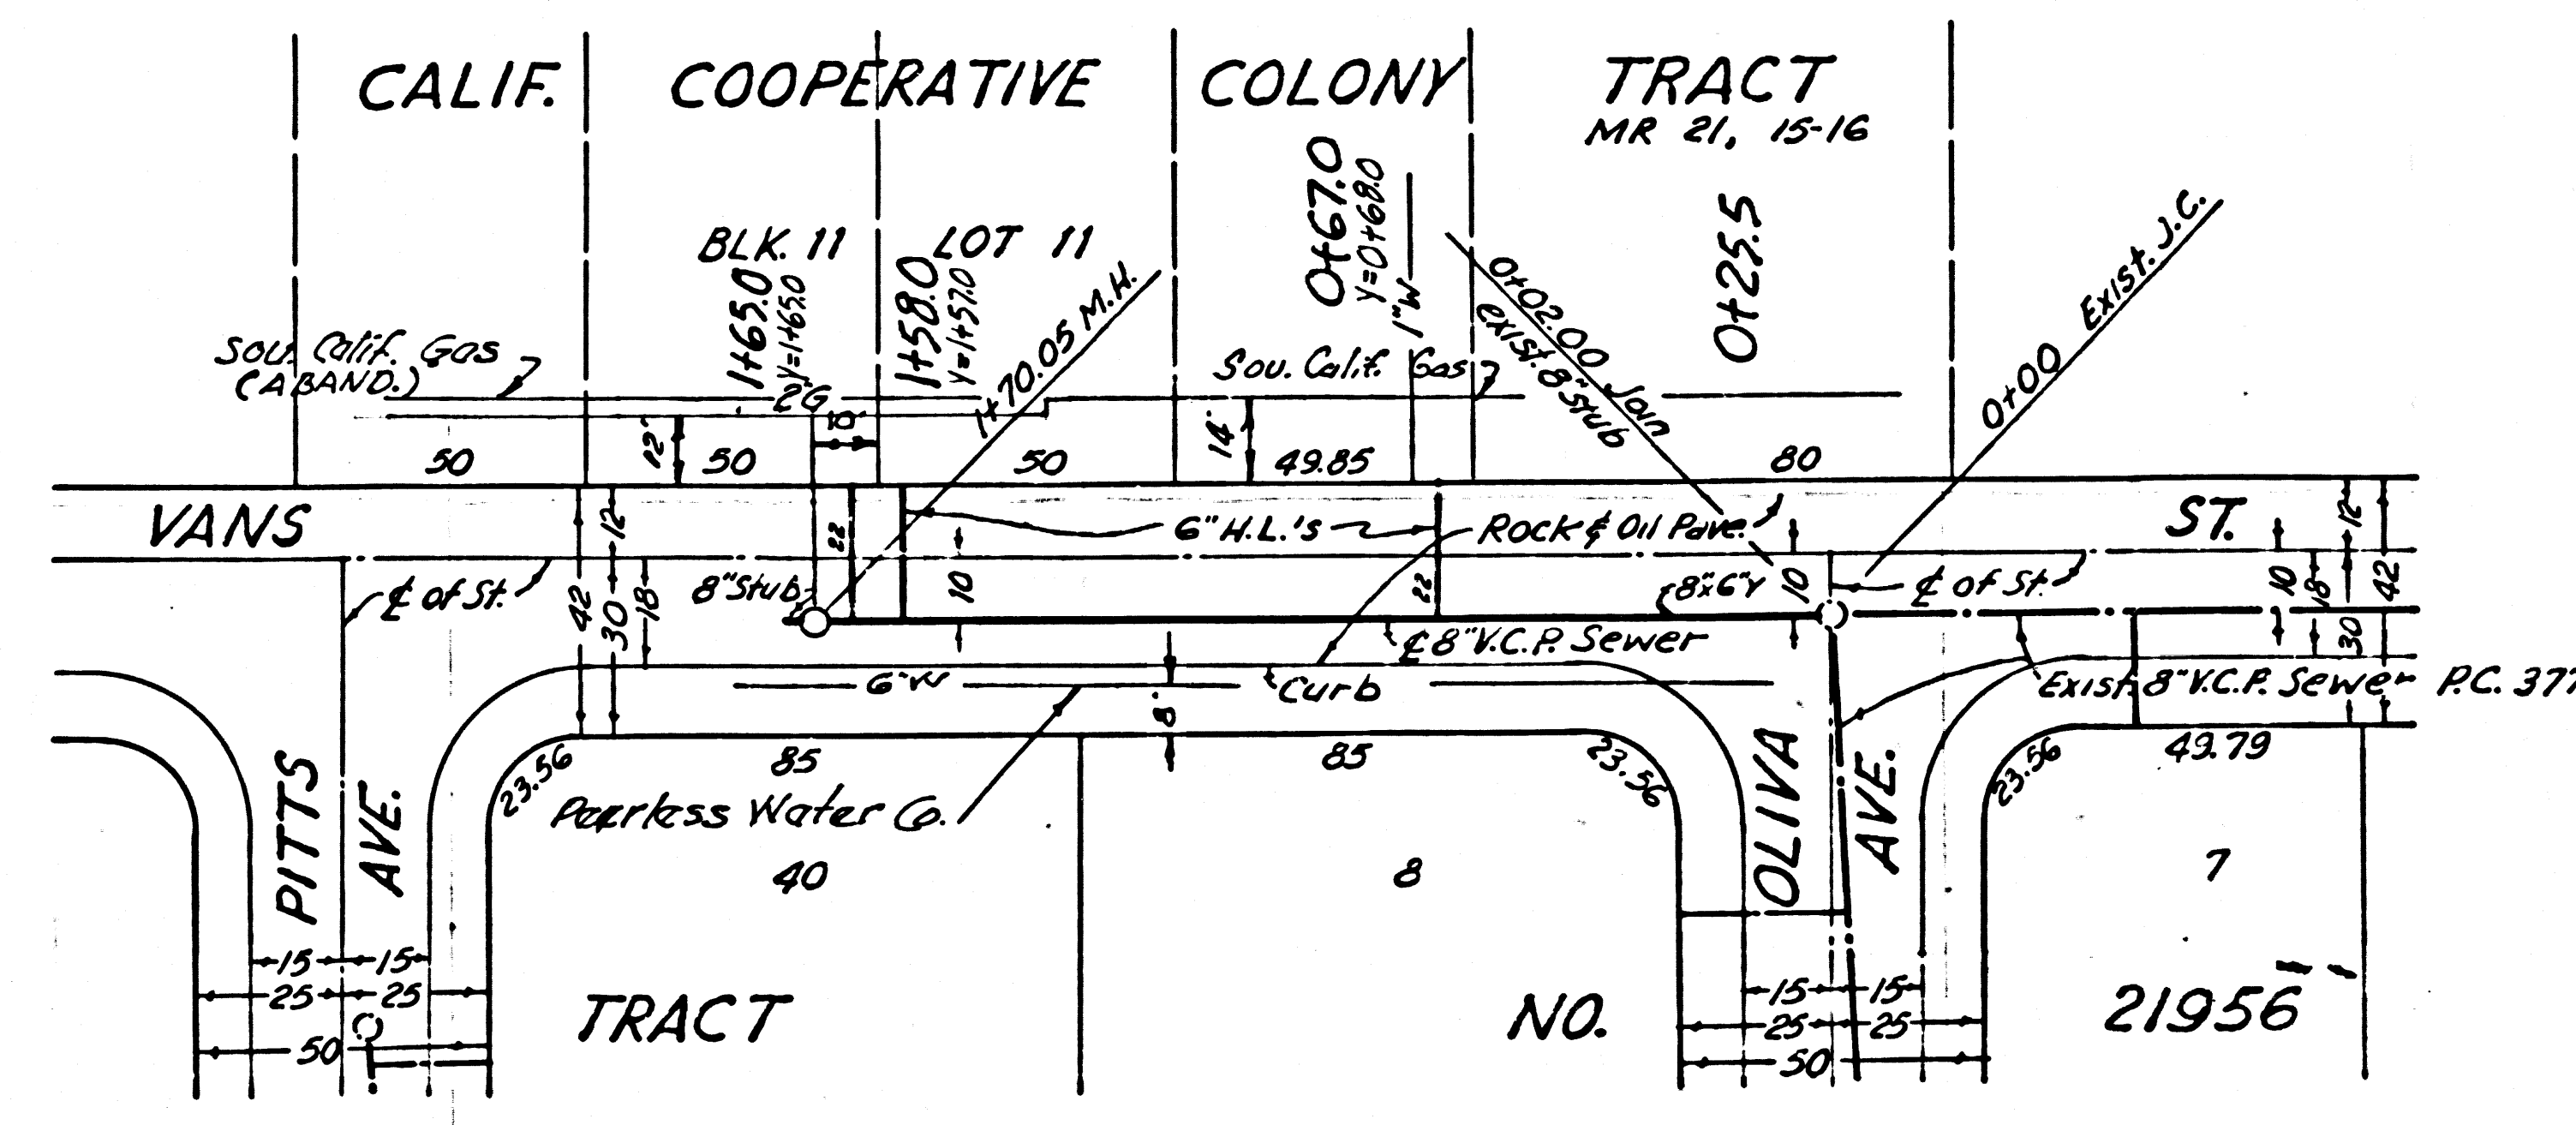 CALIF. COOPERATIVE COLONY TRACT
MR 21, 15-16
BLK. 11 LOT 11
1+65.0
Y=1+65.0
1+58.0
Y=1+57.0
1+70.05 M.H.
0+67.0
Y=0+68.0
1"W
0+02.00 Join
exist. 8" Stub
0+25.5
0+00 Exist. J.C.
Sou. Calif. Gas
(ABAND.)
2"G
10'
Sou. Calif. Gas
12'
14'
50 50 50 49.85 80
VANS ST.
6" H.L.'s
Rock & Oil Pave.
22
22
12
42
30
18
10
10
10
18
12
42
30
℄ of St.
8" Stub
8"x6"Y
℄ of St.
℄ 8" V.C.P. Sewer
6"W
Curb
8'
Exist. 8" V.C.P. Sewer P.C. 377
23.56
85
85
23.56
23.56
49.79
Peerless Water Co.
PITTS AVE.
OLIVA AVE.
40
8
7
15 15
25 25
50
15 15
25 25
50
TRACT NO. 21956